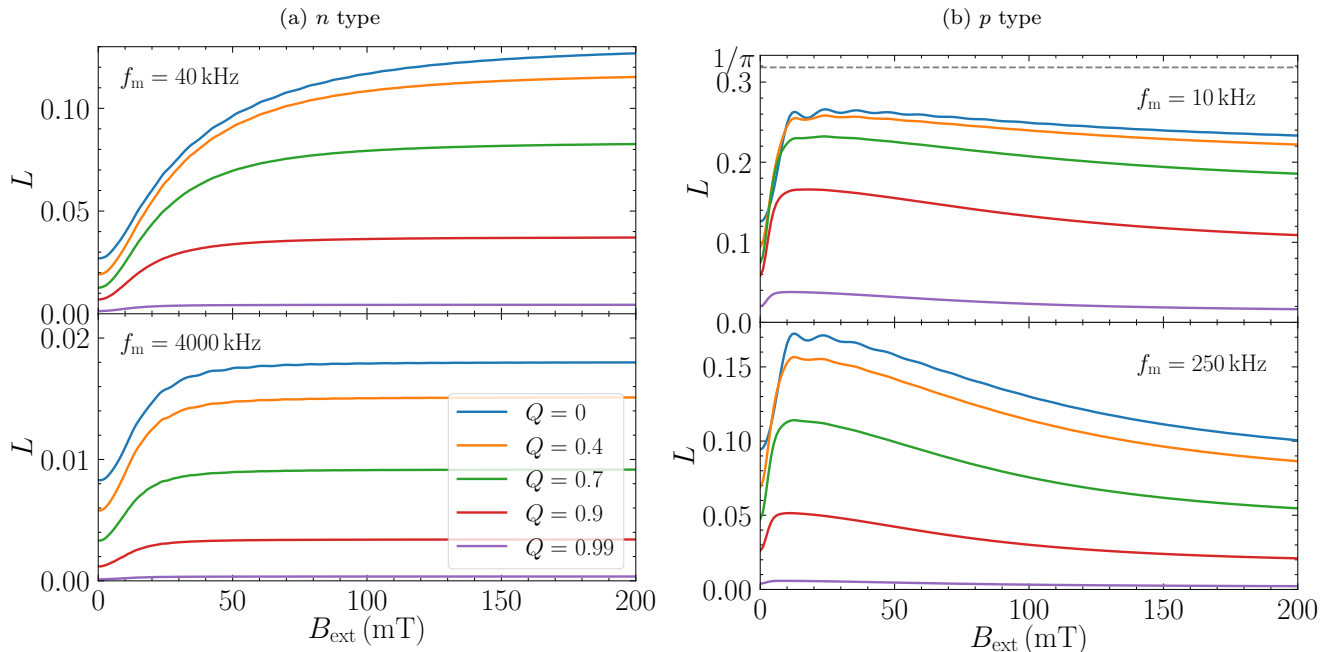 (a) n type
f_m = 40 kHz
L
0.10
0.05
0.00
f_m = 4000 kHz
L
0.02
0.01
0.00
Q = 0
Q = 0.4
Q = 0.7
Q = 0.9
Q = 0.99
0 50 100 150 200
B_ext (mT)
(b) p type
1/π
f_m = 10 kHz
L
0.3
0.2
0.1
0.0
f_m = 250 kHz
L
0.15
0.10
0.05
0.00
0 50 100 150 200
B_ext (mT)